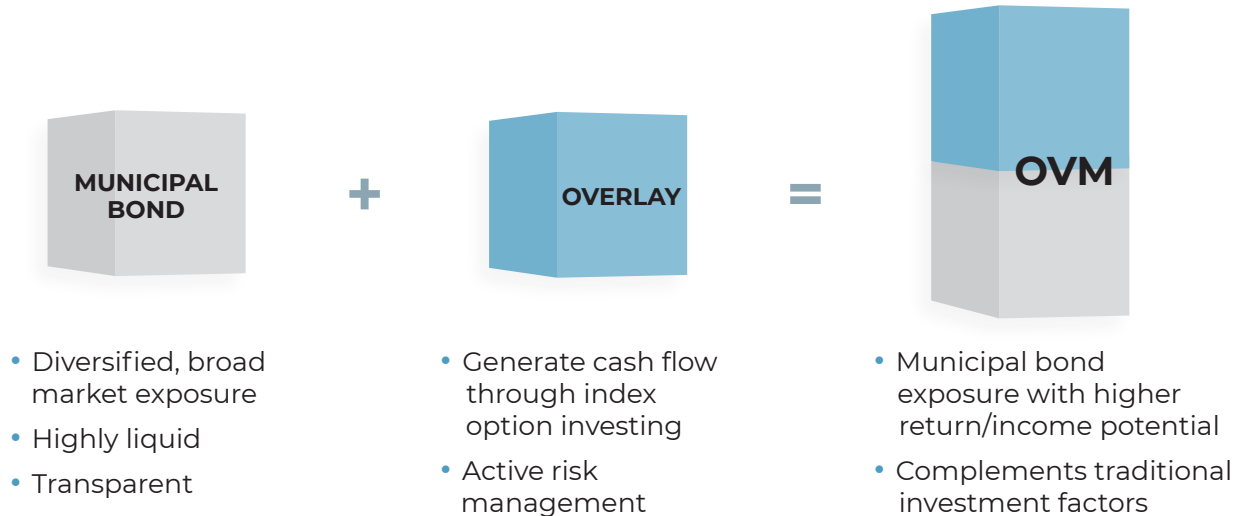 MUNICIPAL
BOND
+
OVERLAY
=
OVM
• Diversified, broad
market exposure
• Highly liquid
• Transparent
• Generate cash flow
through index
option investing
• Active risk
management
• Municipal bond
exposure with higher
return/income potential
• Complements traditional
investment factors